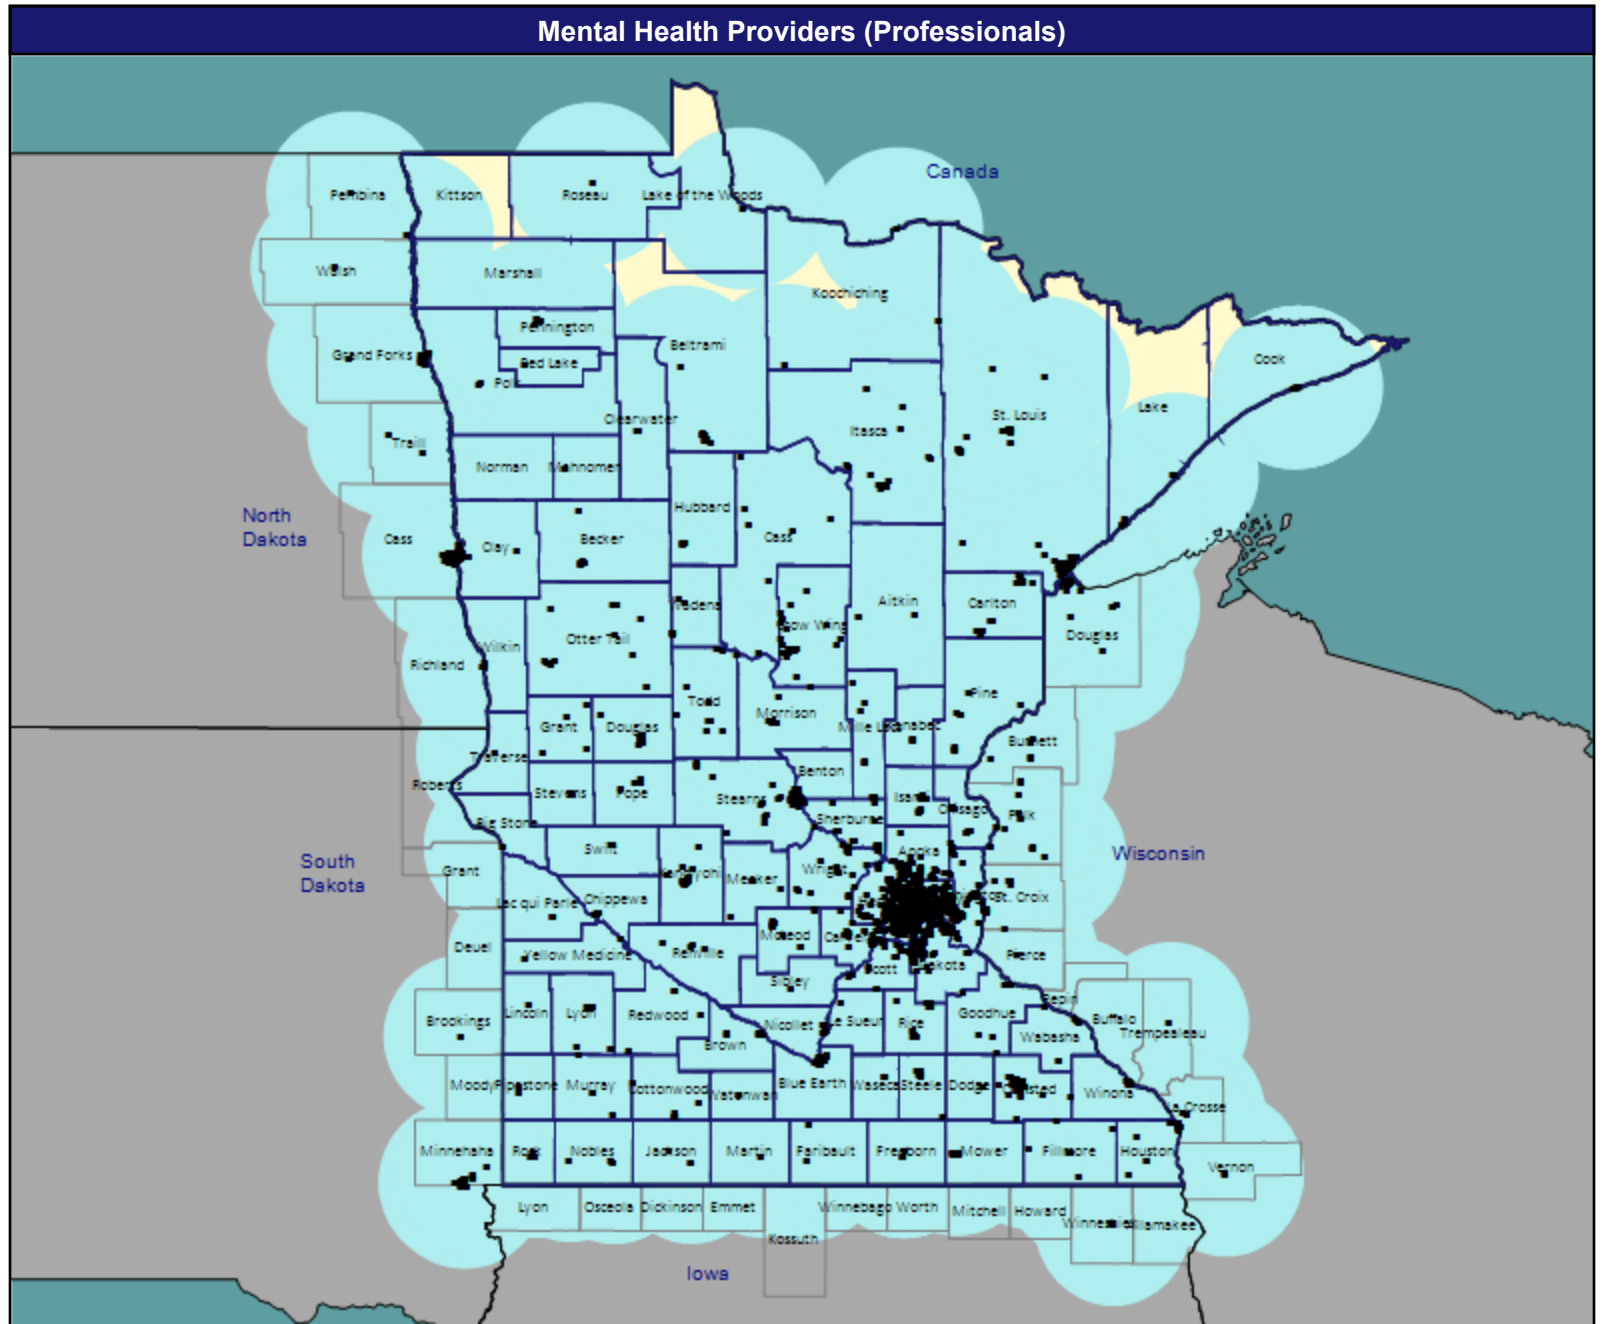 Mental Health Providers (Professionals)
Canada
Pembina
Kittson
Roseau
Lake of the Woods
Walsh
Marshall
Koochiching
Pennington
Grand Forks
Red Lake
Beltrami
Cook
Polk
Lake
Clearwater
St. Louis
Itasca
Traill
Norman
Mahnomen
Hubbard
North
Dakota
Cass
Clay
Becker
Cass
Wadena
Aitkin
Carlton
Crow Wing
Douglas
Otter Tail
Wilkin
Richland
Pine
Todd
Morrison
Grant
Douglas
Mille Lacs
Kanabec
Burnett
Traverse
Benton
Roberts
Stevens
Pope
Stearns
Isanti
Chisago
Polk
Big Stone
Sherburne
Swift
Anoka
South
Dakota
Wisconsin
Grant
Kandiyohi
Meeker
Wright
Lac qui Parle
Chippewa
St. Croix
McLeod
Carver
Deuel
Yellow Medicine
Renville
Pierce
Scott
Dakota
Sibley
Pepin
Brookings
Lincoln
Lyon
Redwood
Nicollet
Le Sueur
Rice
Goodhue
Buffalo
Trempealeau
Wabasha
Brown
Moody
Pipestone
Murray
Cottonwood
Watonwan
Blue Earth
Waseca
Steele
Dodge
Olmsted
Winona
La Crosse
Minnehaha
Rock
Nobles
Jackson
Martin
Faribault
Freeborn
Mower
Fillmore
Houston
Vernon
Lyon
Osceola
Dickinson
Emmet
Winnebago
Worth
Mitchell
Howard
Winneshiek
Allamakee
Kossuth
Iowa